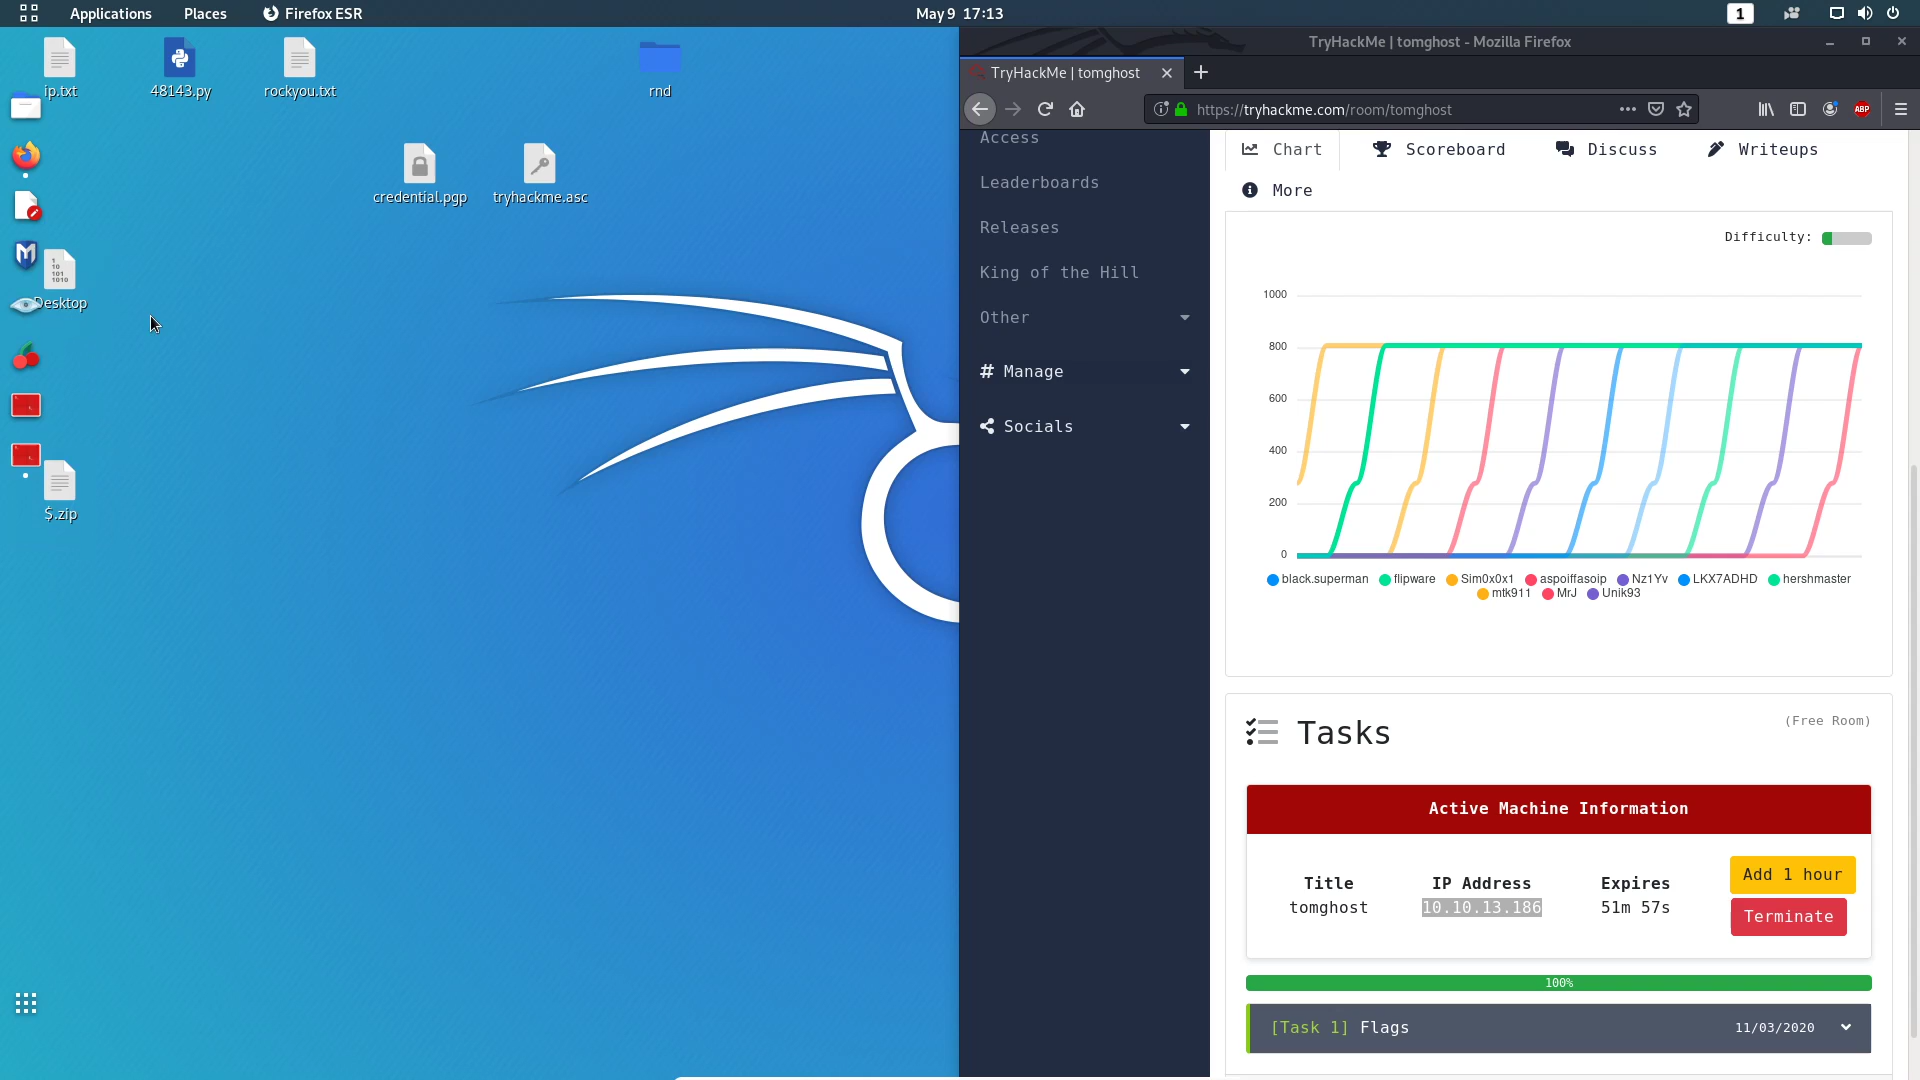 Applications Places Firefox ESR May 9 17:13 1
ip.txt 48143.py rockyou.txt rnd
credential.pgp tryhackme.asc
Desktop
$.zip
TryHackMe | tomghost - Mozilla Firefox
TryHackMe | tomghost
https://tryhackme.com/room/tomghost
ABP
Access
Leaderboards
Releases
King of the Hill
Other
Manage
Socials
Chart Scoreboard Discuss Writeups
More
Difficulty:
1000
800
600
400
200
0
black.superman flipware Sim0x0x1 aspoiffasoip Nz1Yv LKX7ADHD hershmaster
mtk911 MrJ Unik93
Tasks
(Free Room)
Active Machine Information
Title IP Address Expires
tomghost 10.10.13.186 51m 57s
Add 1 hour
Terminate
100%
[Task 1] Flags 11/03/2020